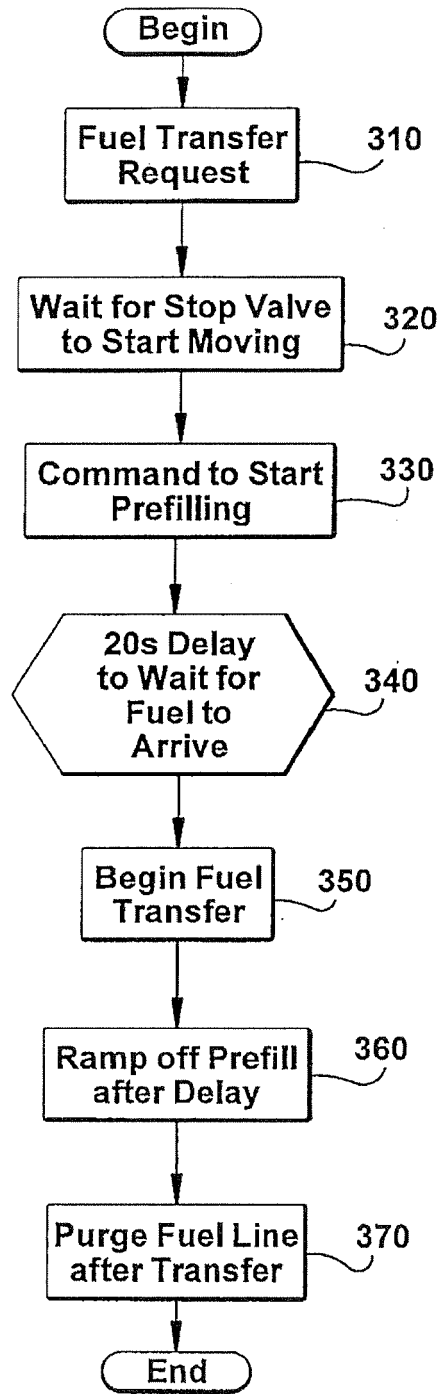 Begin
Fuel Transfer
Request
310
Wait for Stop Valve
to Start Moving
320
Command to Start
Prefilling
330
20s Delay
to Wait for
Fuel to
Arrive
340
Begin Fuel
Transfer
350
Ramp off Prefill
after Delay
360
Purge Fuel Line
after Transfer
370
End